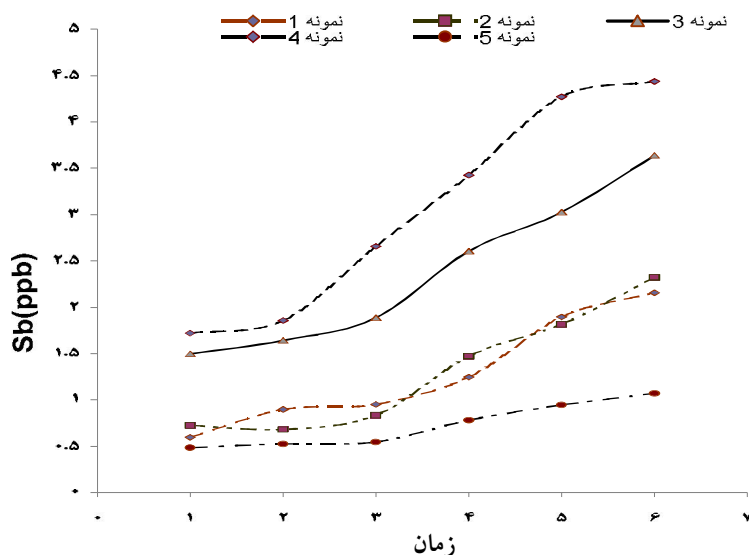 نمونه 1 نمونه 2 نمونه 3
نمونه 4 نمونه 5
۵
۴.۵
۴
۳.۵
۳
۲.۵
۲
۱.۵
۱
۰.۵
۰
Sb(ppb)
۰ ۱ ۲ ۳ ۴ ۵ ۶ ۷
زمان